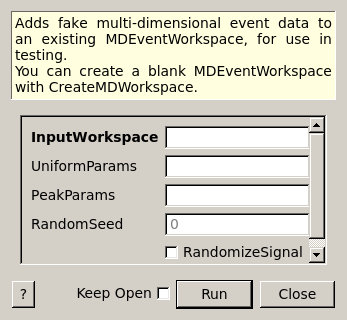 Adds fake multi-dimensional event data to
an existing MDEventWorkspace, for use in
testing.
You can create a blank MDEventWorkspace
with CreateMDWorkspace.
InputWorkspace
UniformParams
PeakParams
RandomSeed 0
RandomizeSignal
? Keep Open Run Close